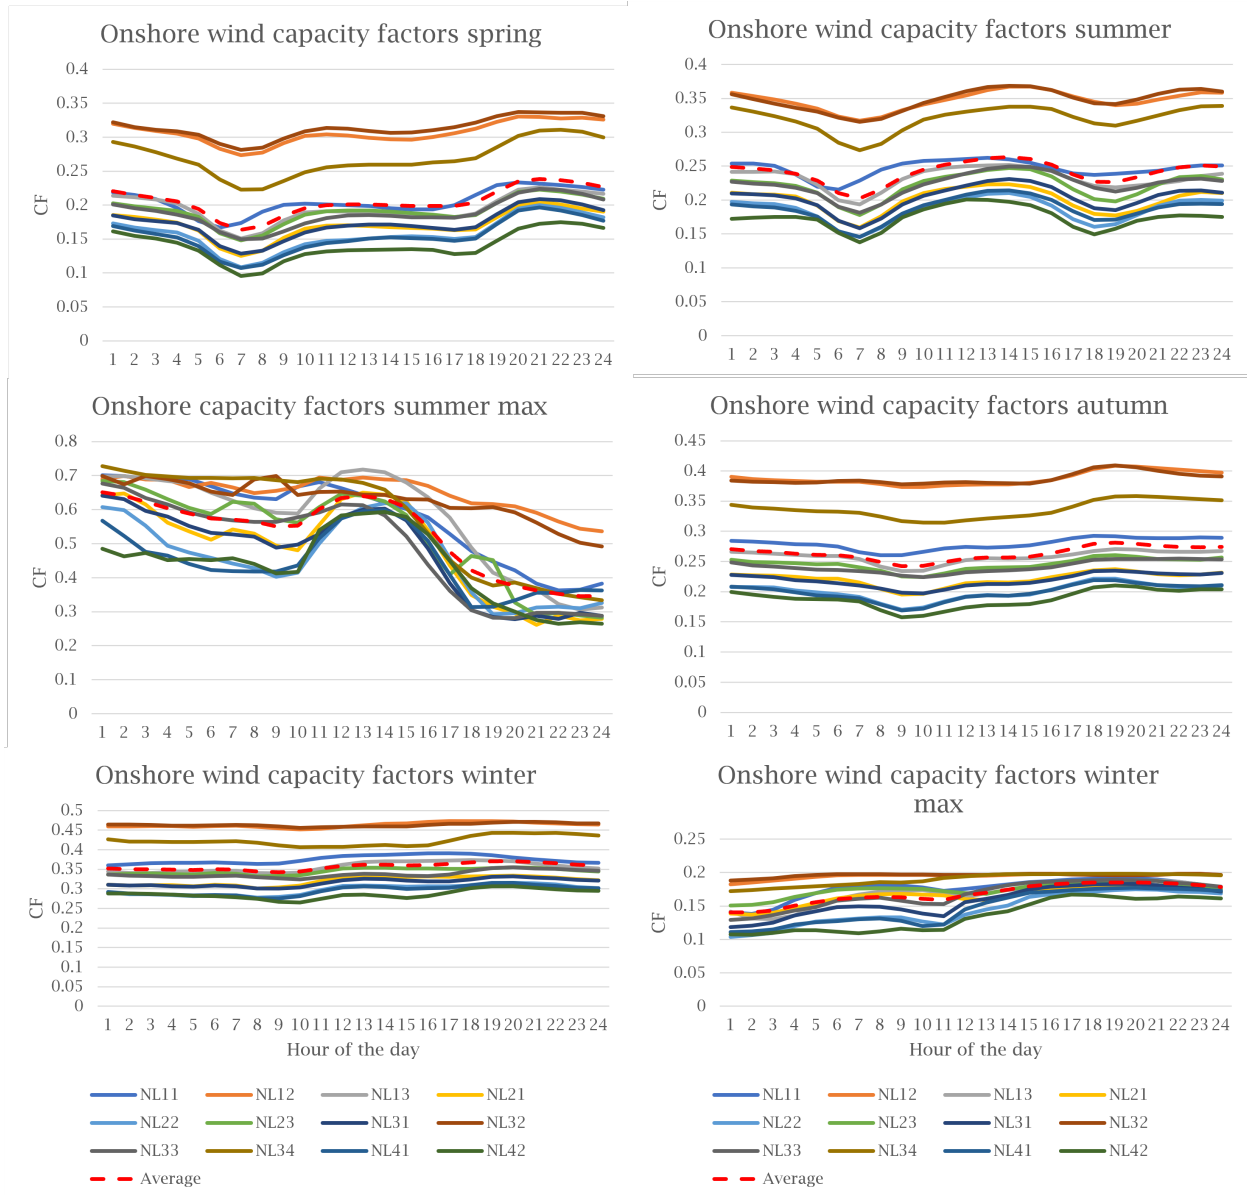 Onshore wind capacity factors spring
0.4
0.35
0.3
0.25
0.2
0.15
0.1
0.05
0
CF
1 2 3 4 5 6 7 8 9 10 11 12 13 14 15 16 17 18 19 20 21 22 23 24
Onshore wind capacity factors summer
0.4
0.35
0.3
0.25
0.2
0.15
0.1
0.05
0
CF
1 2 3 4 5 6 7 8 9 10 11 12 13 14 15 16 17 18 19 20 21 22 23 24
Onshore capacity factors summer max
0.8
0.7
0.6
0.5
0.4
0.3
0.2
0.1
0
CF
1 2 3 4 5 6 7 8 9 10 11 12 13 14 15 16 17 18 19 20 21 22 23 24
Onshore wind capacity factors autumn
0.45
0.4
0.35
0.3
0.25
0.2
0.15
0.1
0.05
0
CF
1 2 3 4 5 6 7 8 9 10 11 12 13 14 15 16 17 18 19 20 21 22 23 24
Onshore wind capacity factors winter
0.5
0.45
0.4
0.35
0.3
0.25
0.2
0.15
0.1
0.05
0
CF
1 2 3 4 5 6 7 8 9 10 11 12 13 14 15 16 17 18 19 20 21 22 23 24
Hour of the day
NL11 NL12 NL13 NL21
NL22 NL23 NL31 NL32
NL33 NL34 NL41 NL42
Average
Onshore wind capacity factors winter
max
0.25
0.2
0.15
0.1
0.05
0
CF
1 2 3 4 5 6 7 8 9 10 11 12 13 14 15 16 17 18 19 20 21 22 23 24
Hour of the day
NL11 NL12 NL13 NL21
NL22 NL23 NL31 NL32
NL33 NL34 NL41 NL42
Average